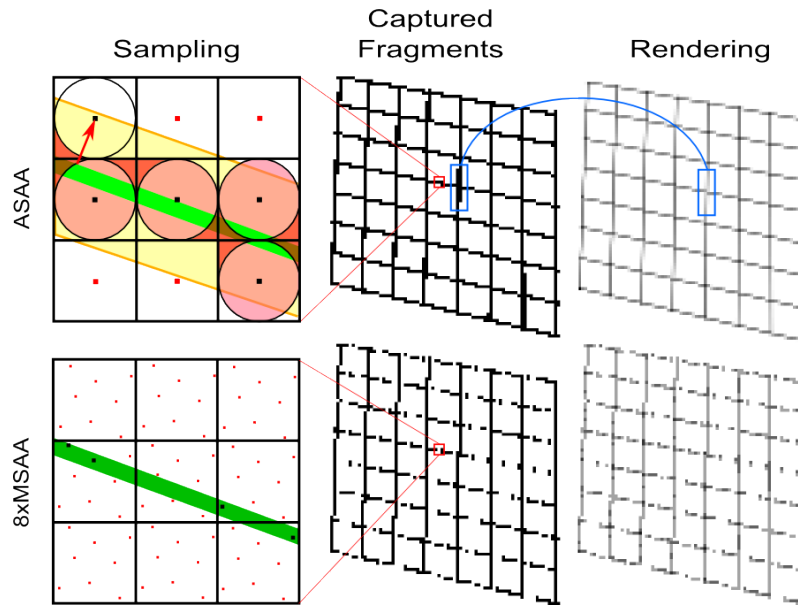 Sampling
Captured
Fragments
Rendering
ASAA
8xMSAA